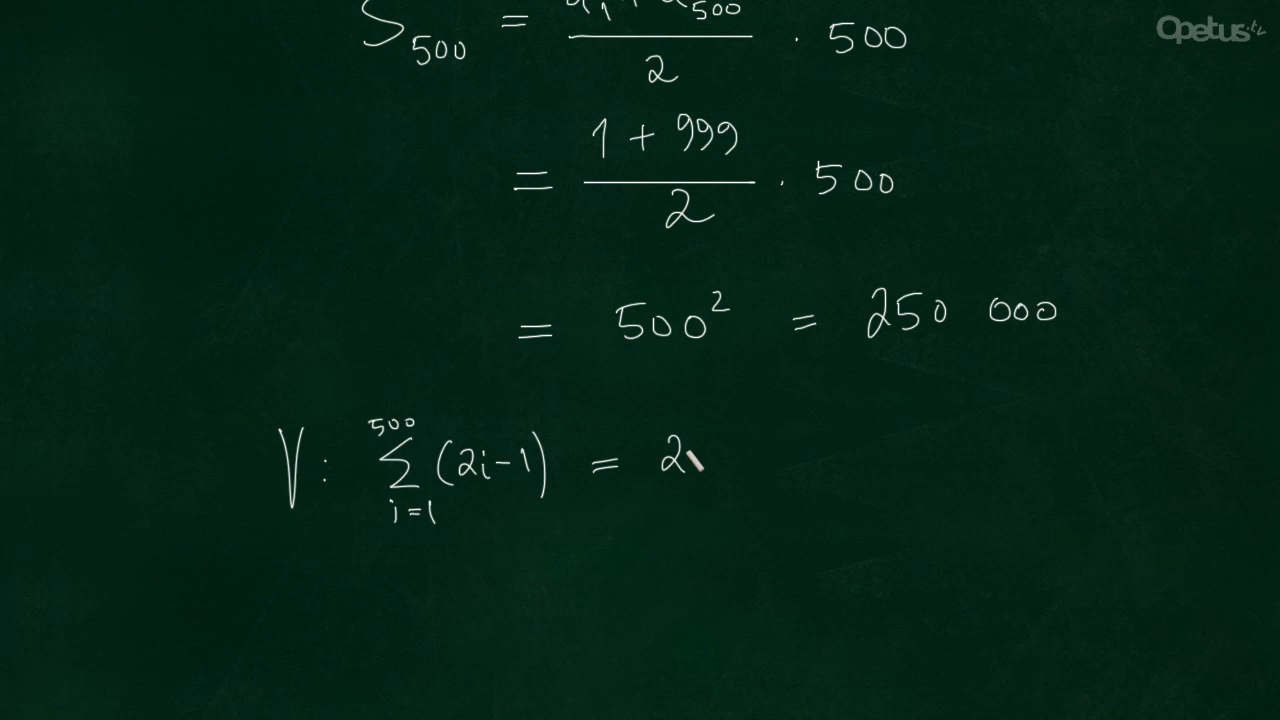 Opetus.tv
S₅₀₀ = (a₁ + a₅₀₀)/2 · 500
= (1 + 999)/2 · 500
= 500² = 250 000
V: ∑_{i=1}^{500} (2i-1) = 2